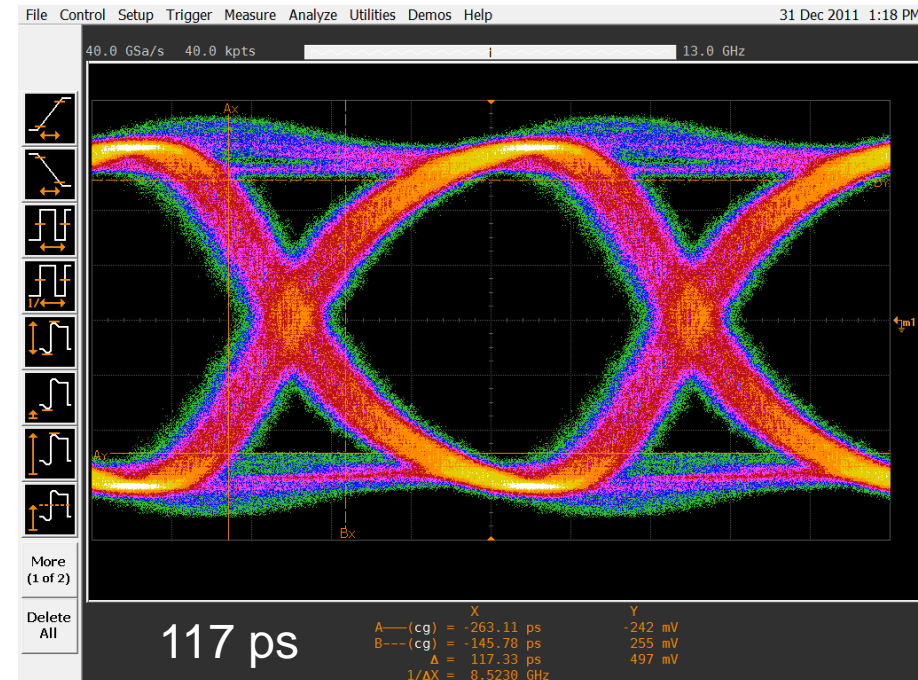 File Control Setup Trigger Measure Analyze Utilities Demos Help 31 Dec 2011 1:18 PM
40.0 GSa/s 40.0 kpts 13.0 GHz
Ax
By
m1
Ay
Bx
1/
More
(1 of 2)
Delete
All
117 ps
X Y
A——(cg) = -263.11 ps -242 mV
B---(cg) = -145.78 ps 255 mV
Δ = 117.33 ps 497 mV
1/ΔX = 8.5230 GHz